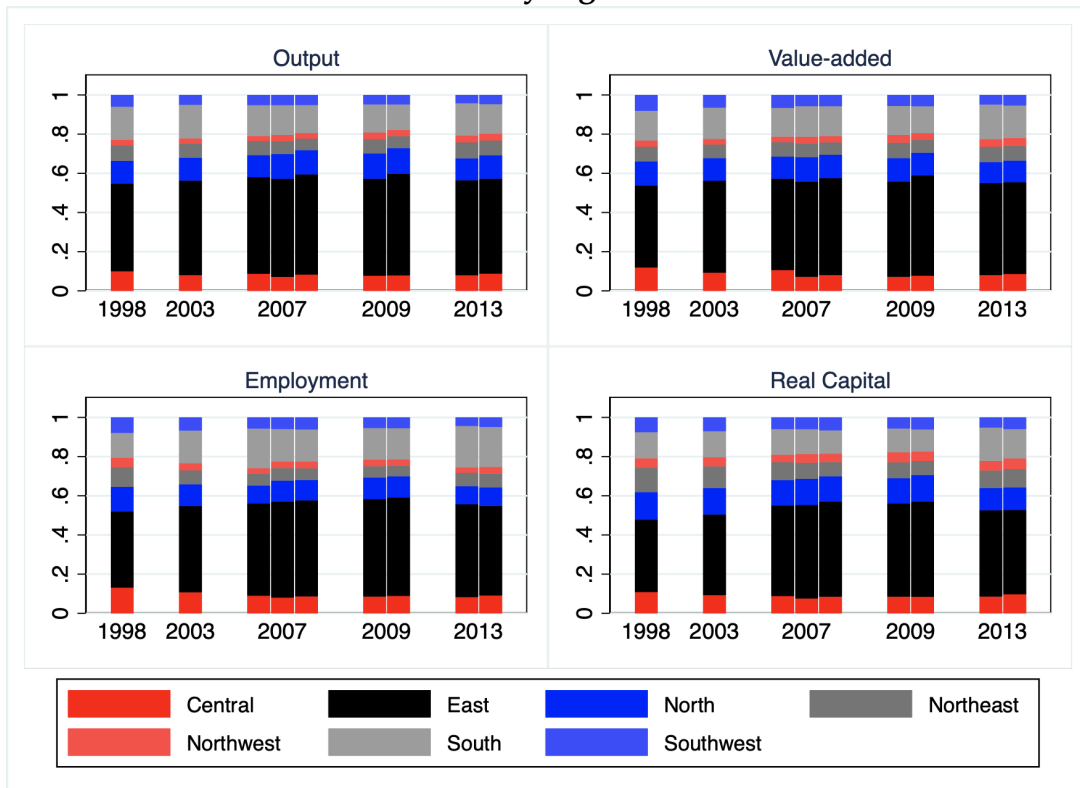 Output
1
.8
.6
.4
.2
0
1998 2003 2007 2009 2013
Value-added
1
.8
.6
.4
.2
0
1998 2003 2007 2009 2013
Employment
1
.8
.6
.4
.2
0
1998 2003 2007 2009 2013
Real Capital
1
.8
.6
.4
.2
0
1998 2003 2007 2009 2013
Central East North Northeast
Northwest South Southwest